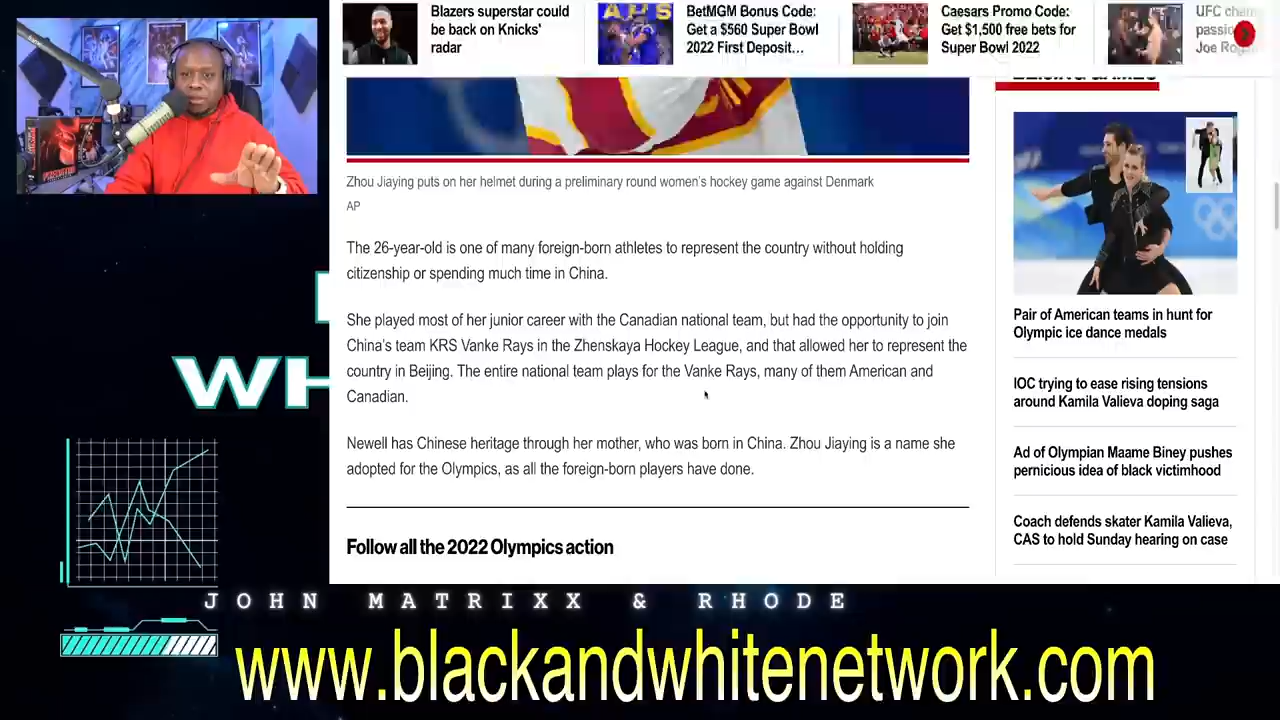 Blazers superstar could
be back on Knicks'
radar
BetMGM Bonus Code:
Get a $560 Super Bowl
2022 First Deposit…
Caesars Promo Code:
Get $1,500 free bets for
Super Bowl 2022
UFC
Joe
Zhou Jiaying puts on her helmet during a preliminary round women's hockey game against Denmark
AP
The 26-year-old is one of many foreign-born athletes to represent the country without holding
citizenship or spending much time in China.
She played most of her junior career with the Canadian national team, but had the opportunity to join
China's team KRS Vanke Rays in the Zhenskaya Hockey League, and that allowed her to represent the
country in Beijing. The entire national team plays for the Vanke Rays, many of them American and
Canadian.
Newell has Chinese heritage through her mother, who was born in China. Zhou Jiaying is a name she
adopted for the Olympics, as all the foreign-born players have done.
Follow all the 2022 Olympics action
Pair of American teams in hunt for
Olympic ice dance medals
IOC trying to ease rising tensions
around Kamila Valieva doping saga
Ad of Olympian Maame Biney pushes
pernicious idea of black victimhood
Coach defends skater Kamila Valieva,
CAS to hold Sunday hearing on case
WH
JOHN MATRIXX & RHODE
www.blackandwhitenetwork.com